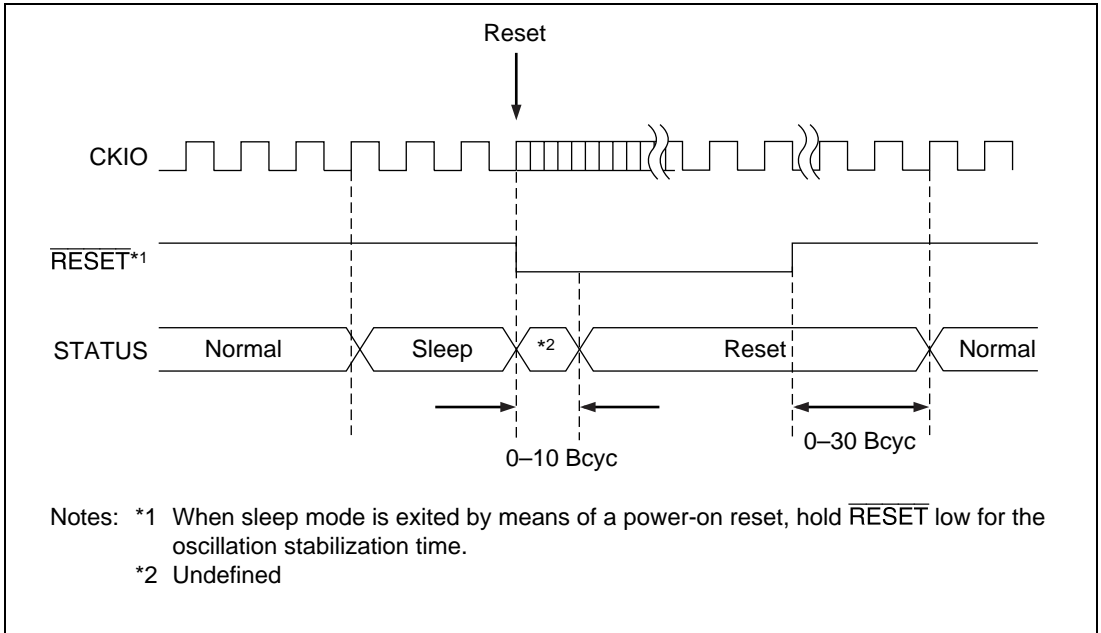 Reset
CKIO
RESET*1
STATUS Normal Sleep *2 Reset Normal
0–10 Bcyc
0–30 Bcyc
Notes: *1 When sleep mode is exited by means of a power-on reset, hold RESET low for the
oscillation stabilization time.
*2 Undefined